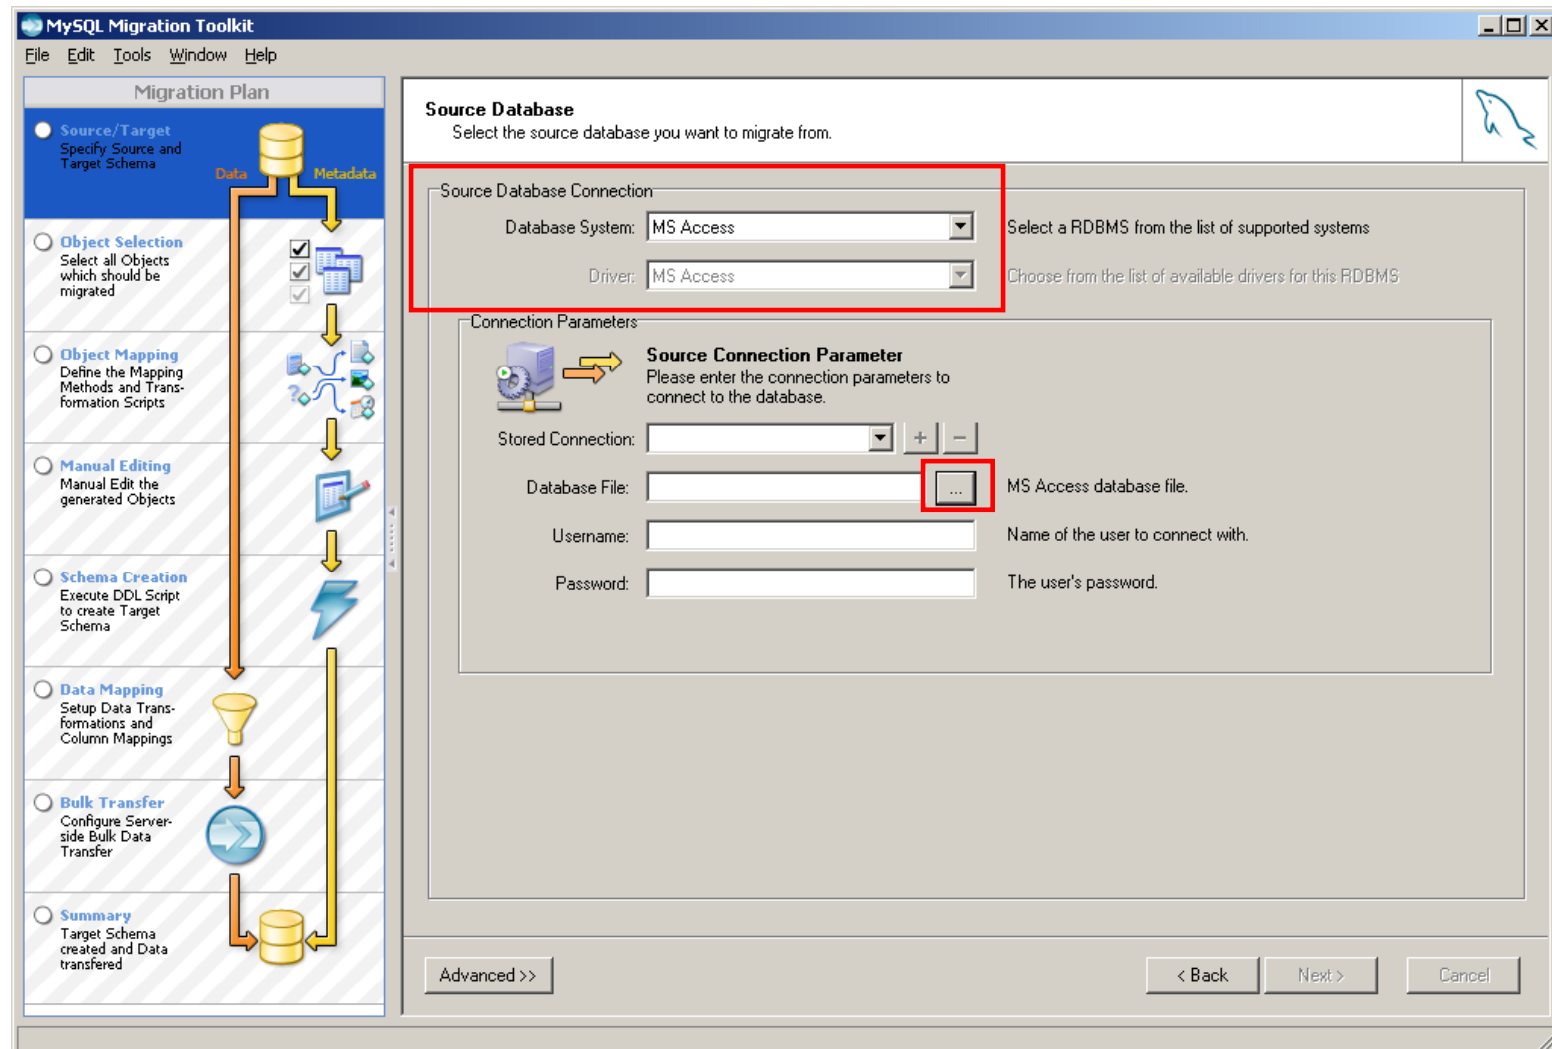 MySQL Migration Toolkit
File Edit Tools Window Help
Migration Plan
Source/Target
Specify Source and
Target Schema
Data
Metadata
Object Selection
Select all Objects
which should be
migrated
Object Mapping
Define the Mapping
Methods and Trans-
formation Scripts
Manual Editing
Manual Edit the
generated Objects
Schema Creation
Execute DDL Script
to create Target
Schema
Data Mapping
Setup Data Trans-
formations and
Column Mappings
Bulk Transfer
Configure Server-
side Bulk Data
Transfer
Summary
Target Schema
created and Data
transfered
Source Database
Select the source database you want to migrate from.
Source Database Connection
Database System: MS Access Select a RDBMS from the list of supported systems
Driver: MS Access Choose from the list of available drivers for this RDBMS
Connection Parameters
Source Connection Parameter
Please enter the connection parameters to
connect to the database.
Stored Connection: + −
Database File: ... MS Access database file.
Username: Name of the user to connect with.
Password: The user's password.
Advanced >> < Back Next > Cancel